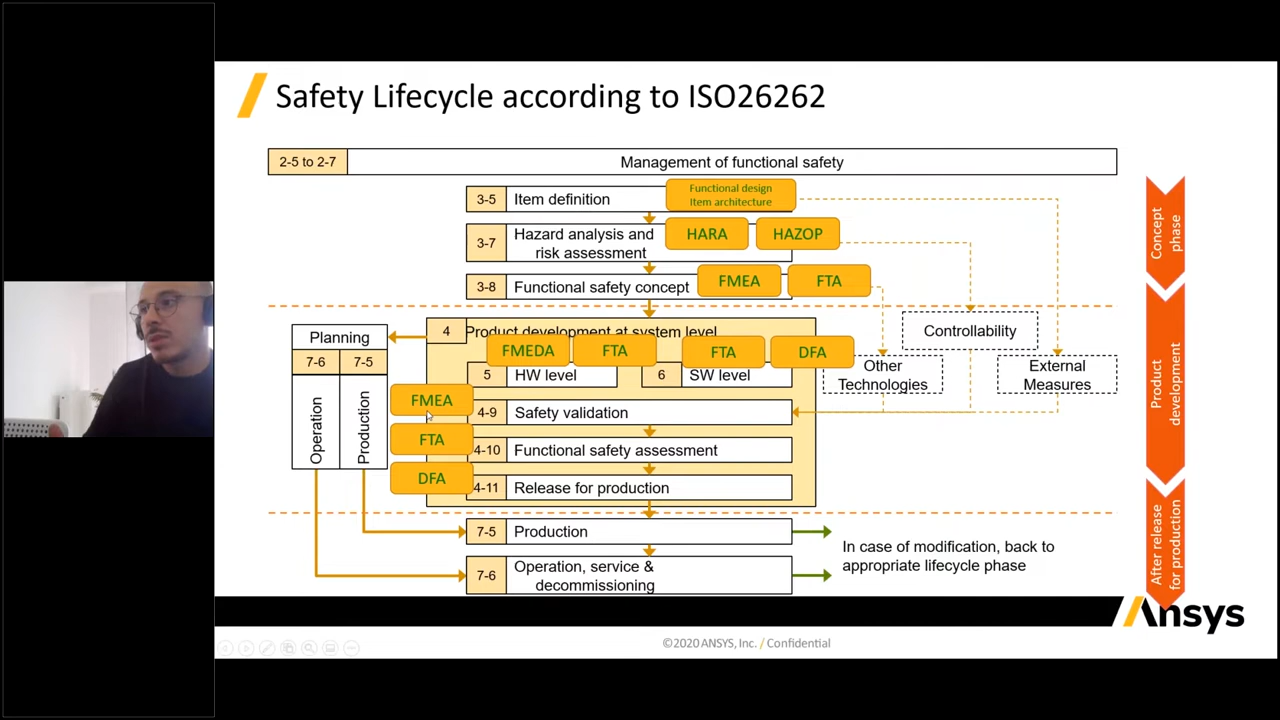 Safety Lifecycle according to ISO26262
2-5 to 2-7
Management of functional safety
3-5
Item definition
Functional design
Item architecture
3-7
Hazard analysis and
risk assessment
HARA
HAZOP
3-8
Functional safety concept
FMEA
FTA
Concept
phase
Planning
7-6
7-5
Operation
Production
4
Product development at system level
FMEDA
FTA
FTA
DFA
5
HW level
6
SW level
FMEA
FTA
DFA
4-9
Safety validation
4-10
Functional safety assessment
4-11
Release for production
Controllability
Other
Technologies
External
Measures
Product
development
7-5
Production
7-6
Operation, service &
decommissioning
In case of modification, back to
appropriate lifecycle phase
After release
for production
Ansys
©2020 ANSYS, Inc. / Confidential